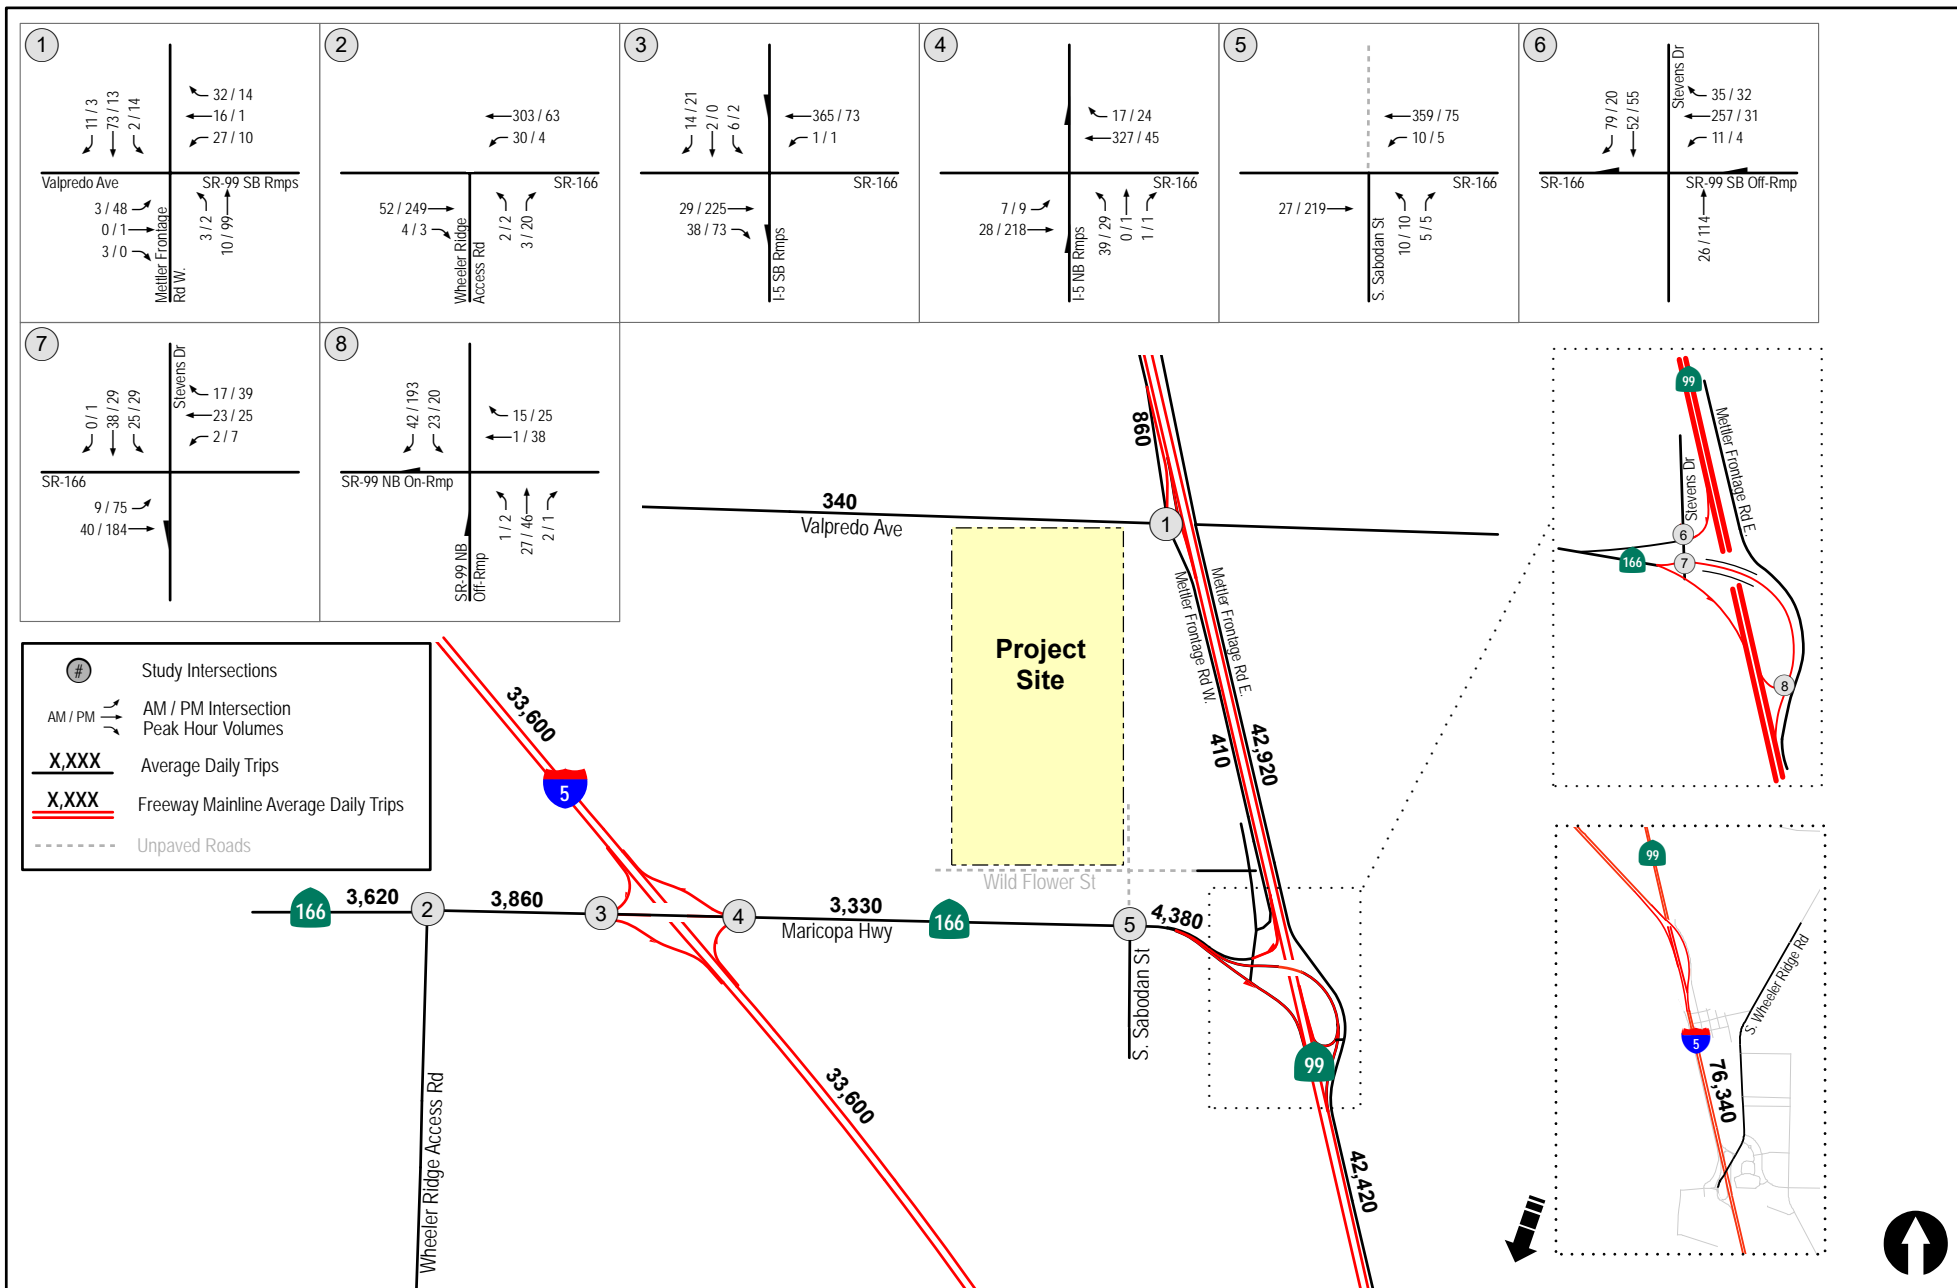 1
11 / 3
73 / 13
2 / 14
32 / 14
16 / 1
27 / 10
Valpredo Ave
SR-99 SB Rmps
3 / 48
0 / 1
3 / 0
Mettler Frontage
Rd W.
3 / 2
10 / 99
2
303 / 63
30 / 4
SR-166
52 / 249
4 / 3
Wheeler Ridge
Access Rd
2 / 2
3 / 20
3
14 / 21
2 / 0
6 / 2
365 / 73
1 / 1
SR-166
29 / 225
38 / 73
I-5 SB Rmps
4
17 / 24
327 / 45
SR-166
7 / 9
28 / 218
I-5 NB Rmps
39 / 29
0 / 1
1 / 1
5
359 / 75
10 / 5
SR-166
27 / 219
S. Sabodan St
10 / 10
5 / 5
6
79 / 20
52 / 55
Stevens Dr
35 / 32
257 / 31
11 / 4
SR-166
SR-99 SB Off-Rmp
26 / 114
7
0 / 1
38 / 29
25 / 29
Stevens Dr
17 / 39
23 / 25
2 / 7
SR-166
9 / 75
40 / 184
8
42 / 193
23 / 20
15 / 25
1 / 38
SR-99 NB On-Rmp
SR-99 NB
Off-Rmp
1 / 2
27 / 46
2 / 1
#
Study Intersections
AM / PM
AM / PM Intersection
Peak Hour Volumes
X,XXX
Average Daily Trips
X,XXX
Freeway Mainline Average Daily Trips
Unpaved Roads
860
340
Valpredo Ave
1
Project
Site
Mettler Frontage Rd W.
Mettler Frontage Rd E.
410
42,920
33,600
5
Wild Flower St
166
3,620
2
3,860
3
4
3,330
Maricopa Hwy
166
5
4,380
S. Sabodan St
Wheeler Ridge Access Rd
33,600
99
42,420
99
Mettler Frontage Rd E.
Stevens Dr
6
166
7
8
99
S. Wheeler Ridge Rd
5
76,340